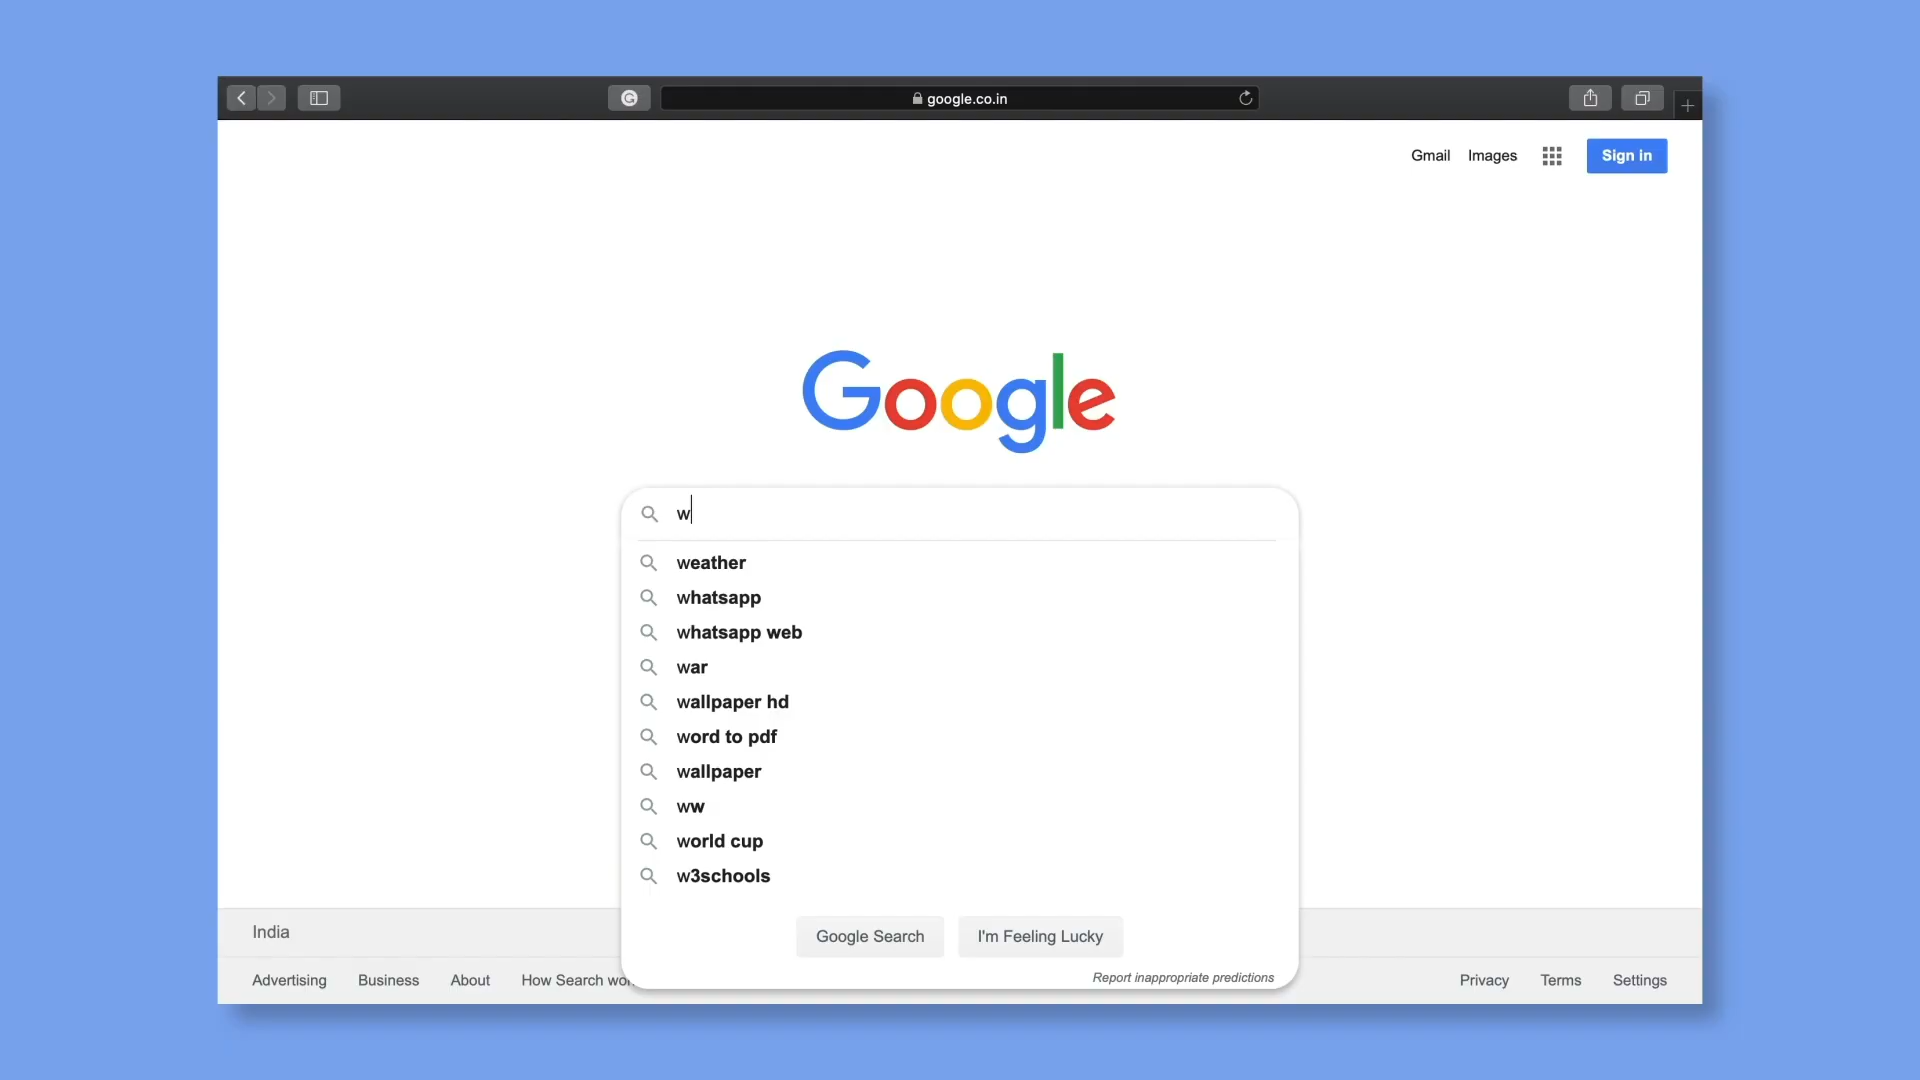 google.co.in
Gmail Images Sign in
Google
w
weather
whatsapp
whatsapp web
war
wallpaper hd
word to pdf
wallpaper
ww
world cup
w3schools
Google Search I'm Feeling Lucky
Report inappropriate predictions
India
Advertising Business About How Search Privacy Terms Settings